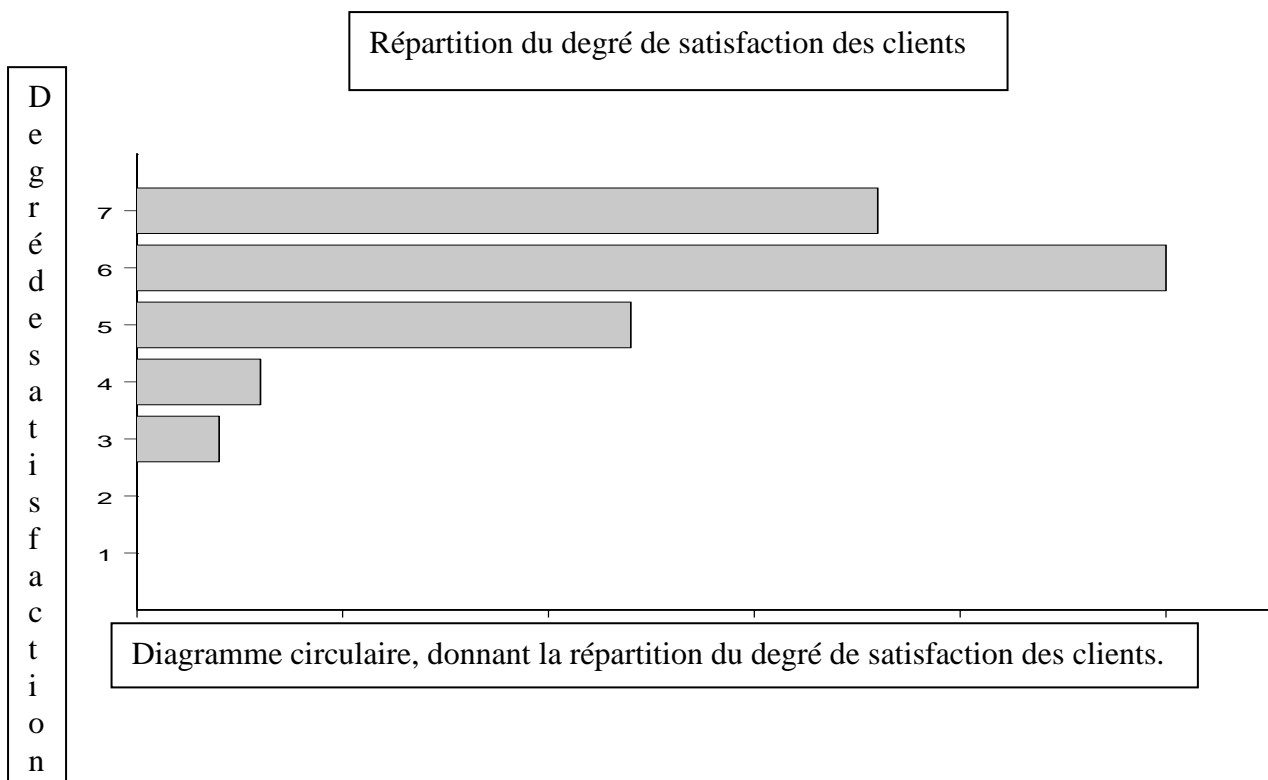 Répartition du degré de satisfaction des clients
D
e
g
r
é
d
e
s
a
t
i
s
f
a
c
t
i
o
n
7
6
5
4
3
2
1
Diagramme circulaire, donnant la répartition du degré de satisfaction des clients.